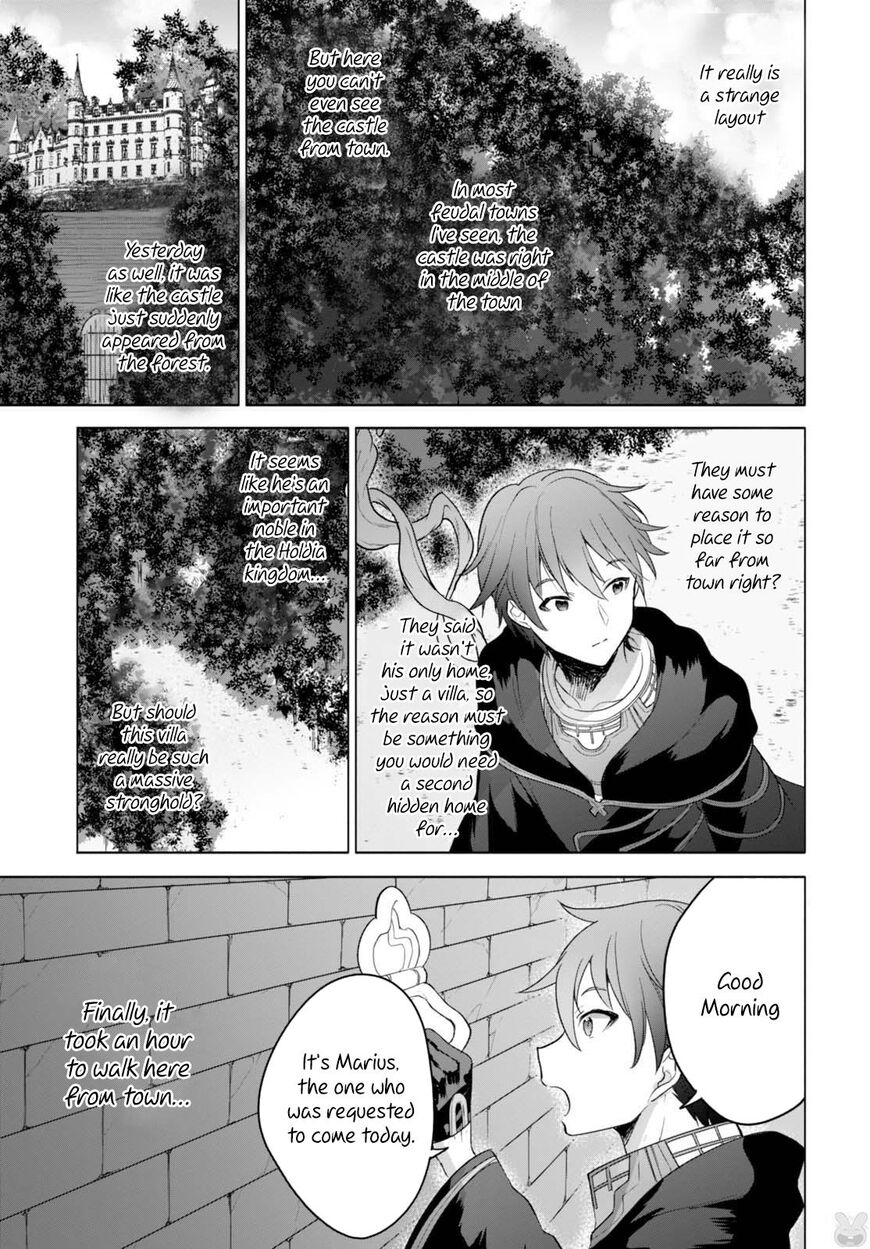 It really is
a strange
layout
In most
feudal towns
I've seen, the
castle was right
in the middle of
the town
But here
you can't
even see
the castle
from town.
Yesterday
as well, it was
like the castle
just suddenly
appeared from
the forest.
They must
have some
reason to
place it so
far from
town right?
They said
it wasn't
his only home,
just a villa, so
the reason must
be something
you would need
a second
hidden home
for...
It seems
like he's an
important
noble in
the Holdia
kingdom...
But should
this villa
really be such
a massive
stronghold?
Good
Morning
It's Marius,
the one who
was requested
to come today.
Finally, it
took an hour
to walk here
from town...